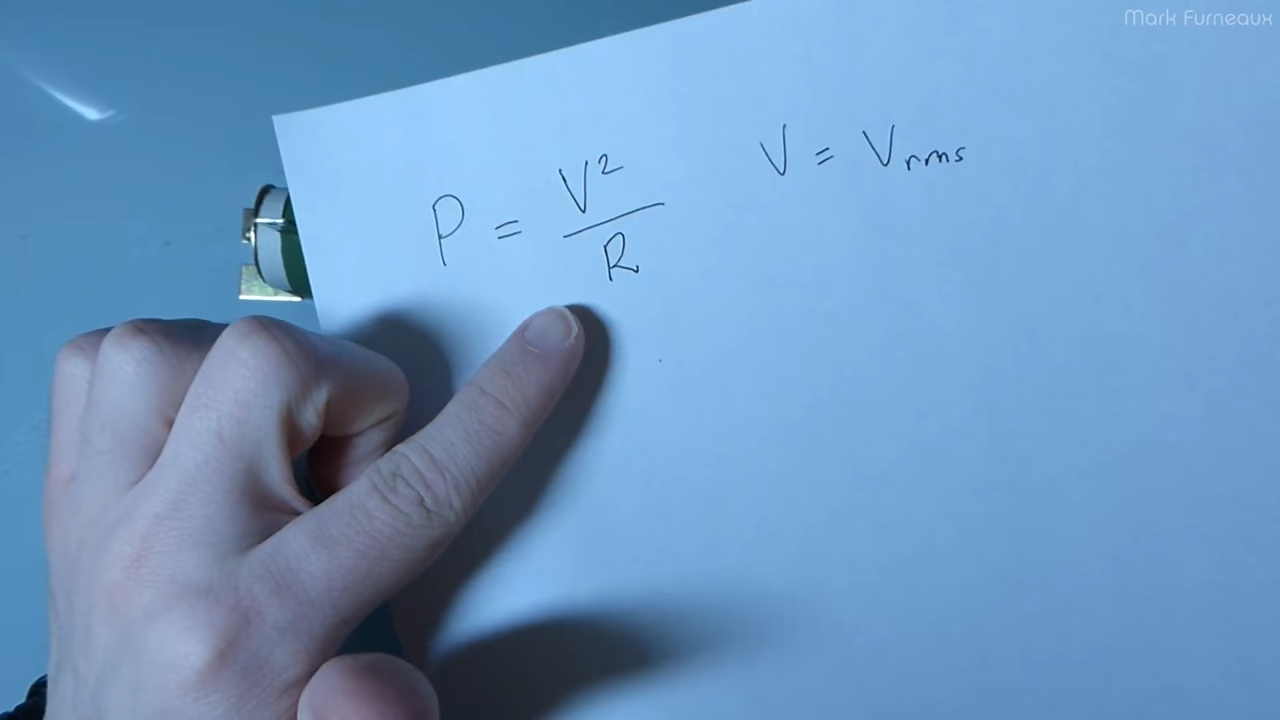 Mark Furneaux
P = V²/R
V = Vrms